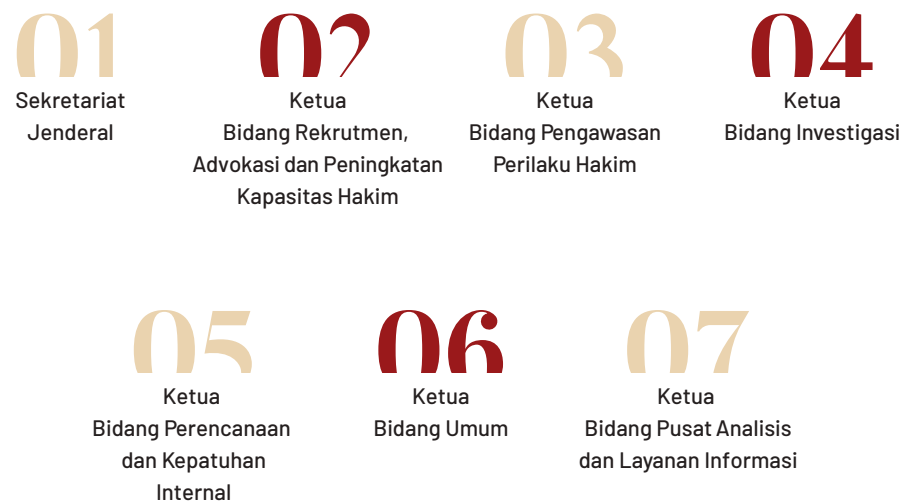 01
Sekretariat
Jenderal
02
Ketua
Bidang Rekrutmen,
Advokasi dan Peningkatan
Kapasitas Hakim
03
Ketua
Bidang Pengawasan
Perilaku Hakim
04
Ketua
Bidang Investigasi
05
Ketua
Bidang Perencanaan
dan Kepatuhan
Internal
06
Ketua
Bidang Umum
07
Ketua
Bidang Pusat Analisis
dan Layanan Informasi